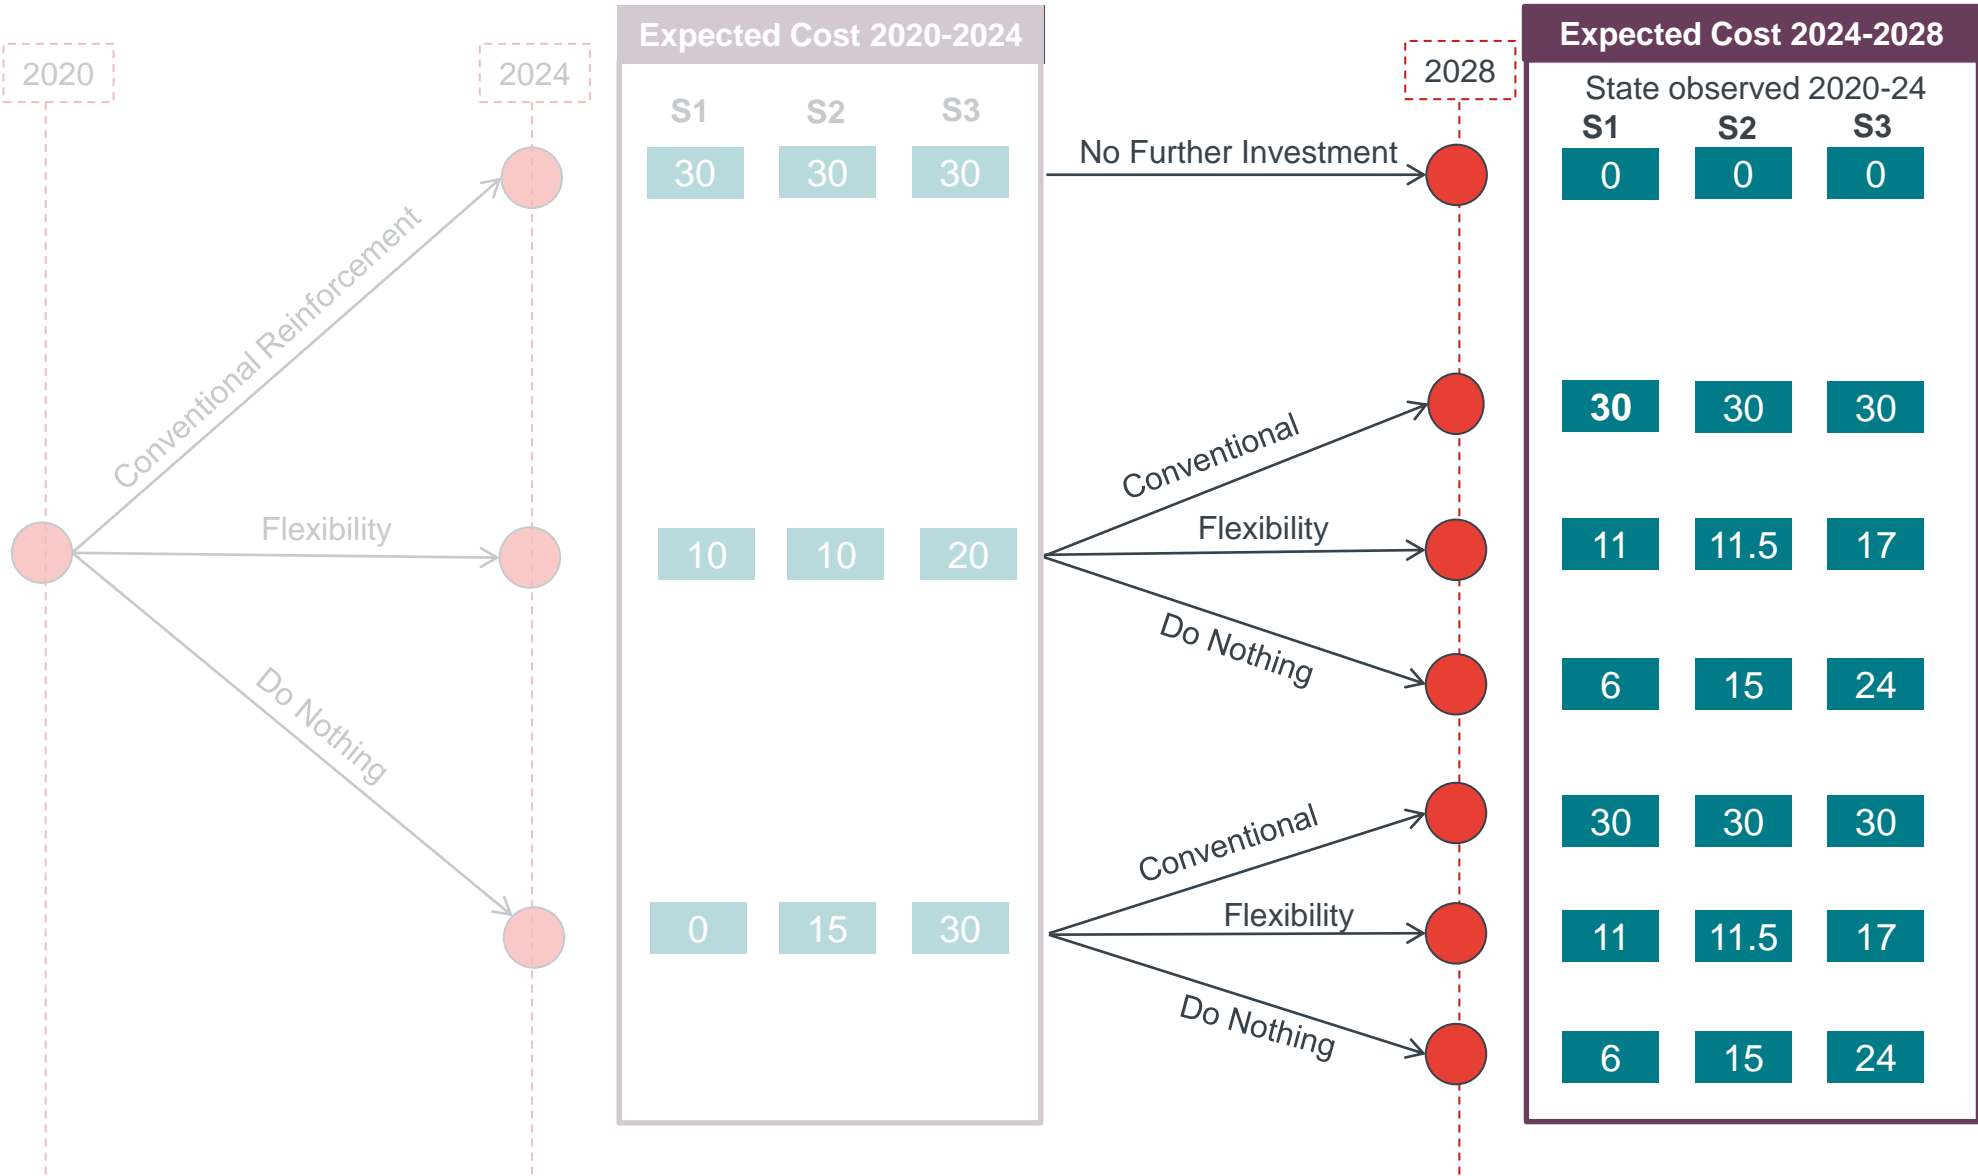 Expected Cost 2020-2024
Expected Cost 2024-2028
2020
2024
2028
State observed 2020-24
S1 S2 S3
S1 S2 S3
30 30 30
No Further Investment
0 0 0
Conventional Reinforcement
Conventional
30 30 30
Flexibility
10 10 20
Flexibility
11 11.5 17
Do Nothing
6 15 24
Do Nothing
Conventional
30 30 30
0 15 30
Flexibility
11 11.5 17
Do Nothing
6 15 24